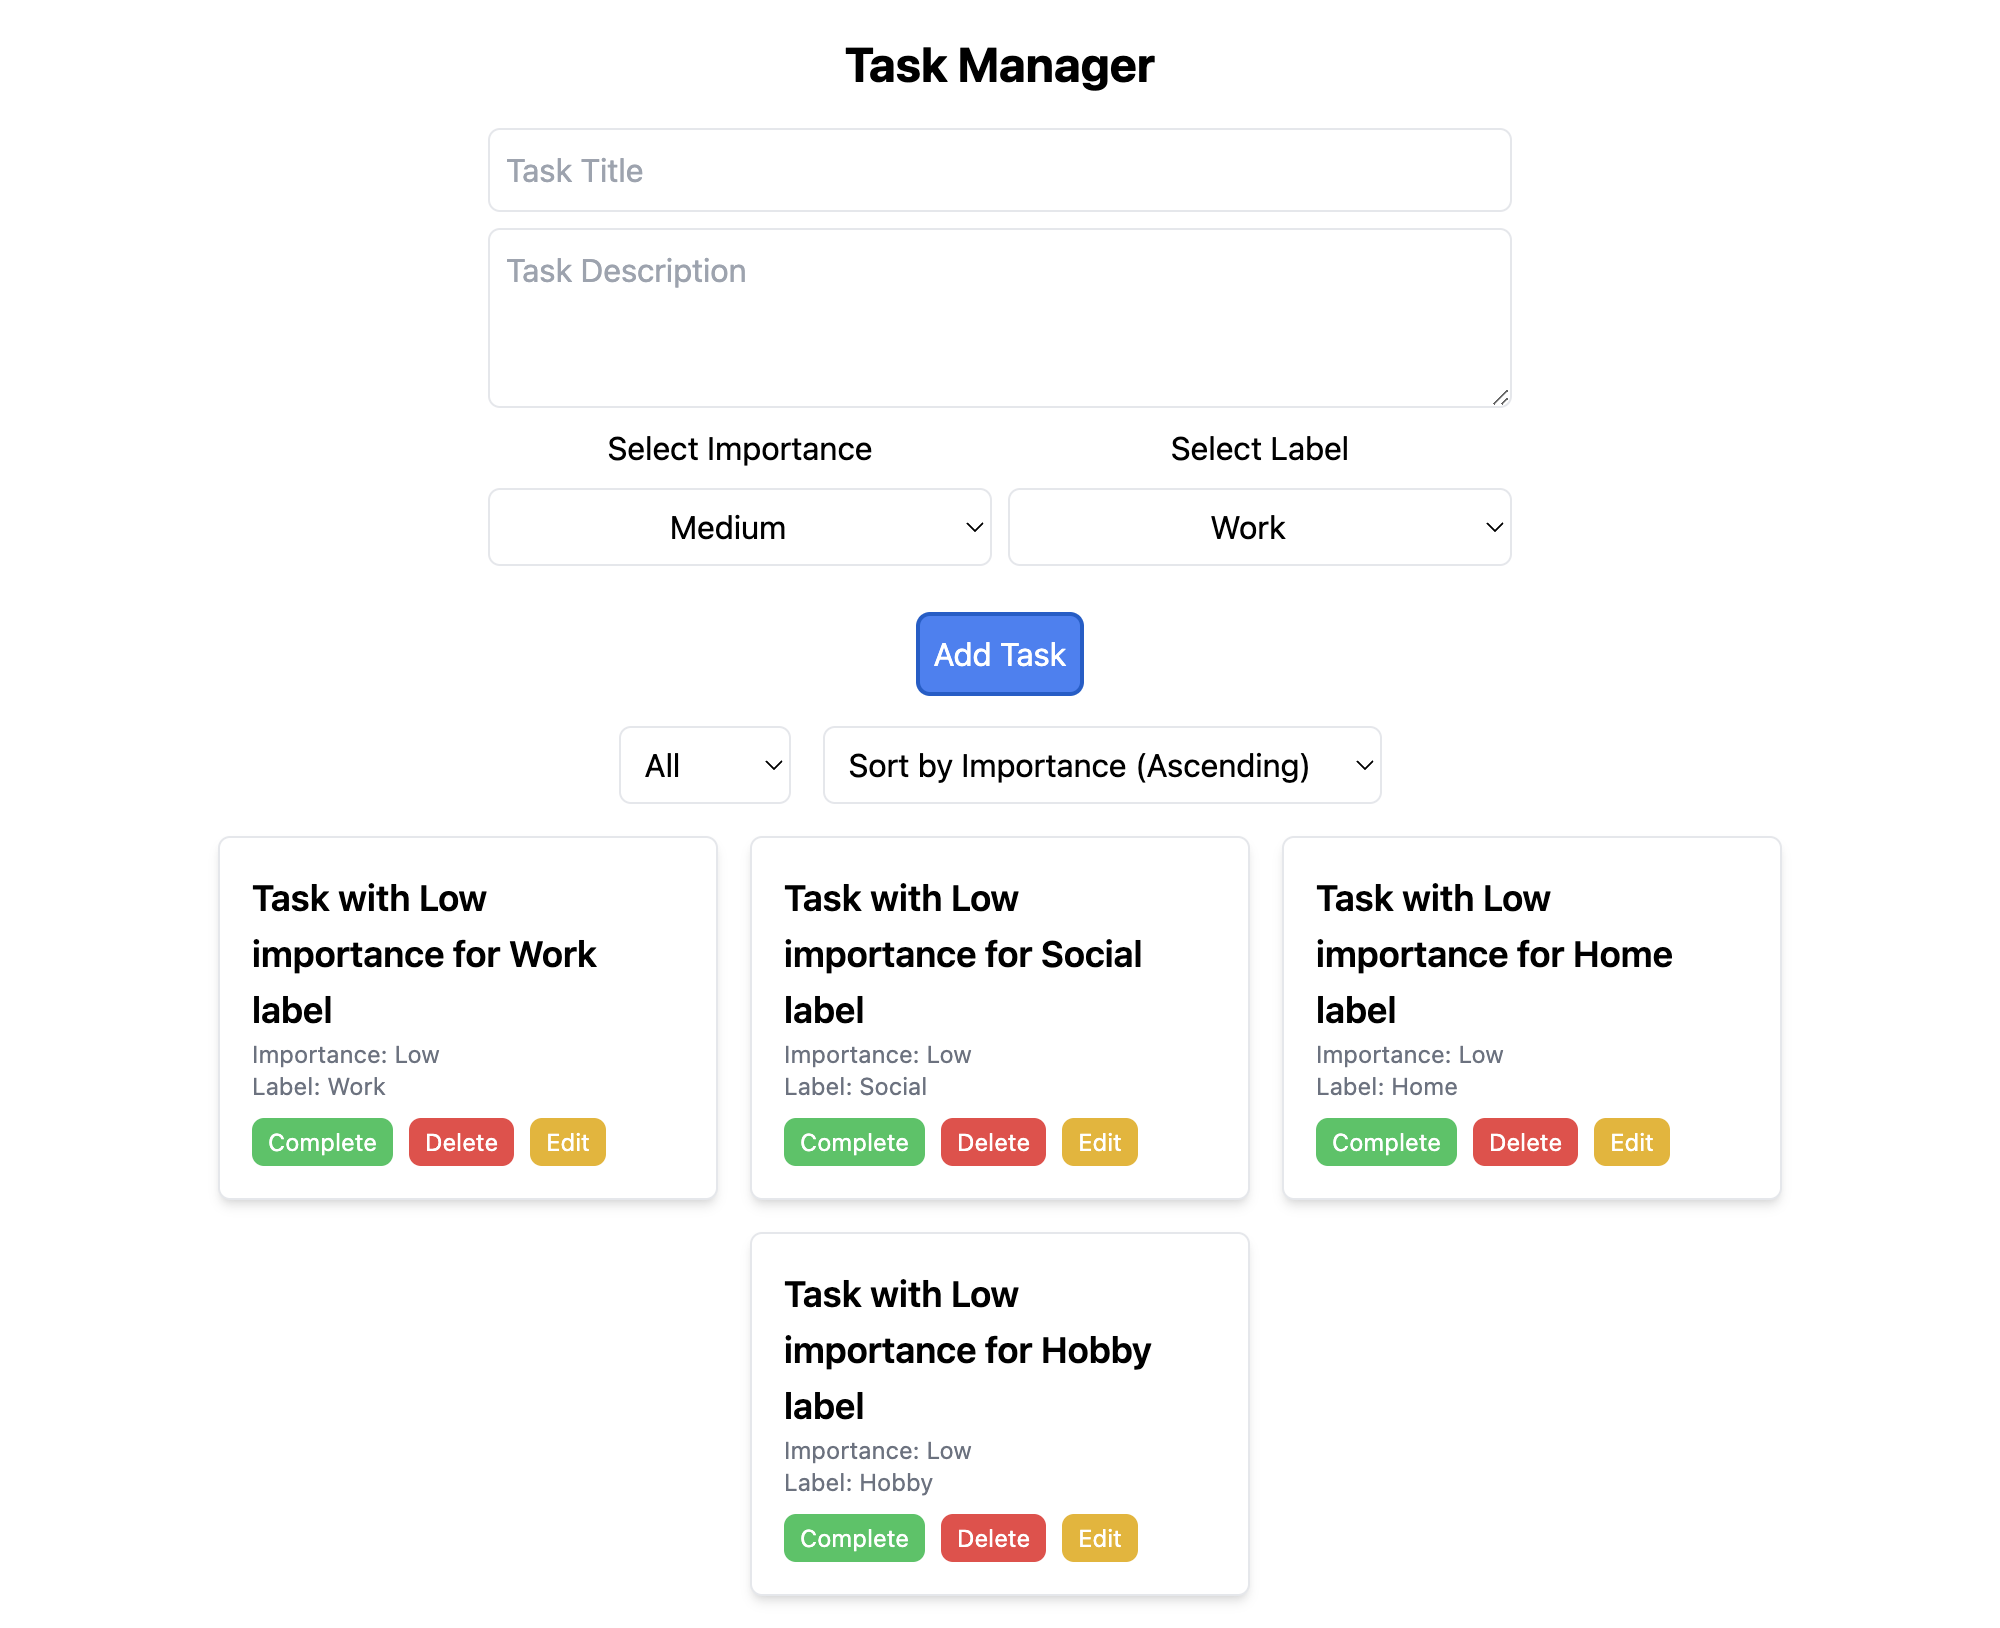 Task Manager
Task Title
Task Description
Select Importance
Select Label
Medium
Work
Add Task
All
Sort by Importance (Ascending)
Task with Low
importance for Work
label
Importance: Low
Label: Work
Complete
Delete
Edit
Task with Low
importance for Social
label
Importance: Low
Label: Social
Complete
Delete
Edit
Task with Low
importance for Home
label
Importance: Low
Label: Home
Complete
Delete
Edit
Task with Low
importance for Hobby
label
Importance: Low
Label: Hobby
Complete
Delete
Edit